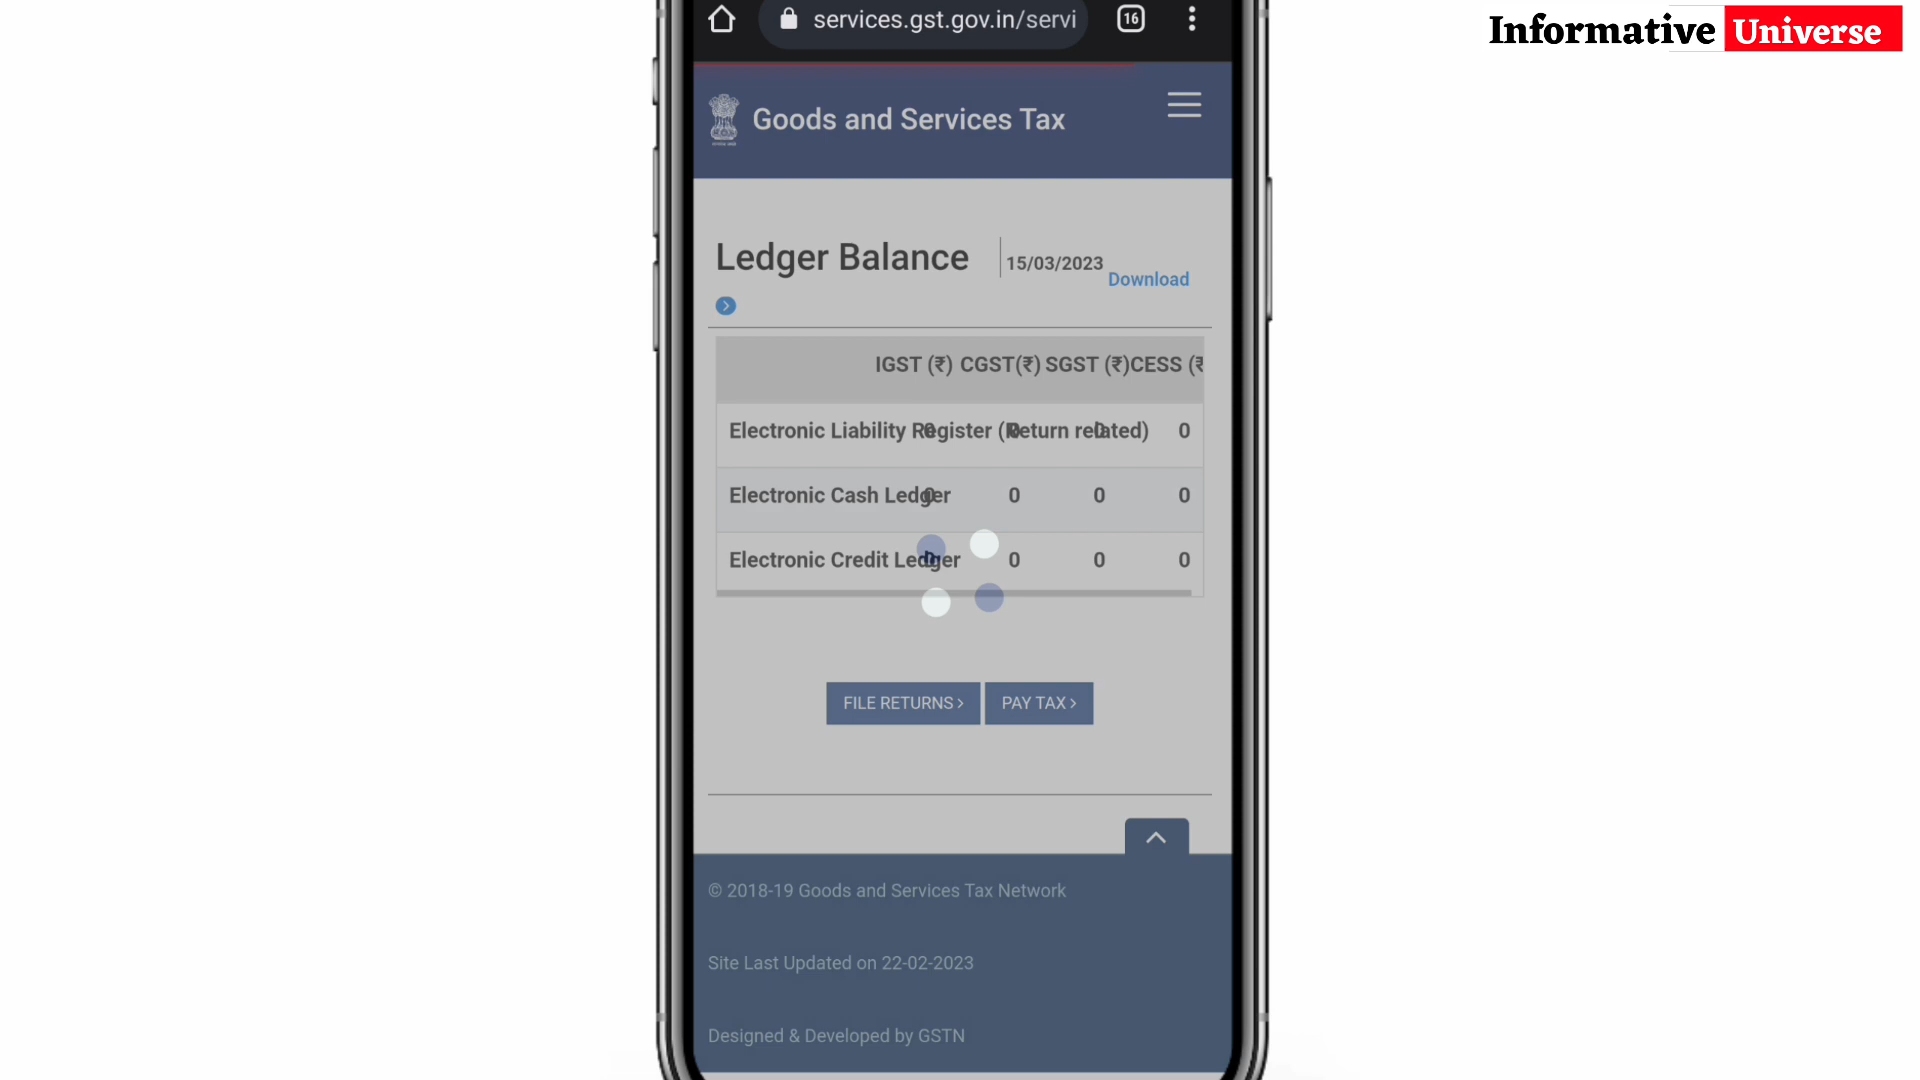 services.gst.gov.in/servi
16
Informative Universe
Goods and Services Tax
Ledger Balance
15/03/2023
Download
IGST (₹) CGST(₹) SGST (₹)CESS (₹
Electronic Liability Register (Return related) 0 0 0 0
Electronic Cash Ledger 0 0 0 0
Electronic Credit Ledger 0 0 0 0
FILE RETURNS
PAY TAX
© 2018-19 Goods and Services Tax Network
Site Last Updated on 22-02-2023
Designed & Developed by GSTN